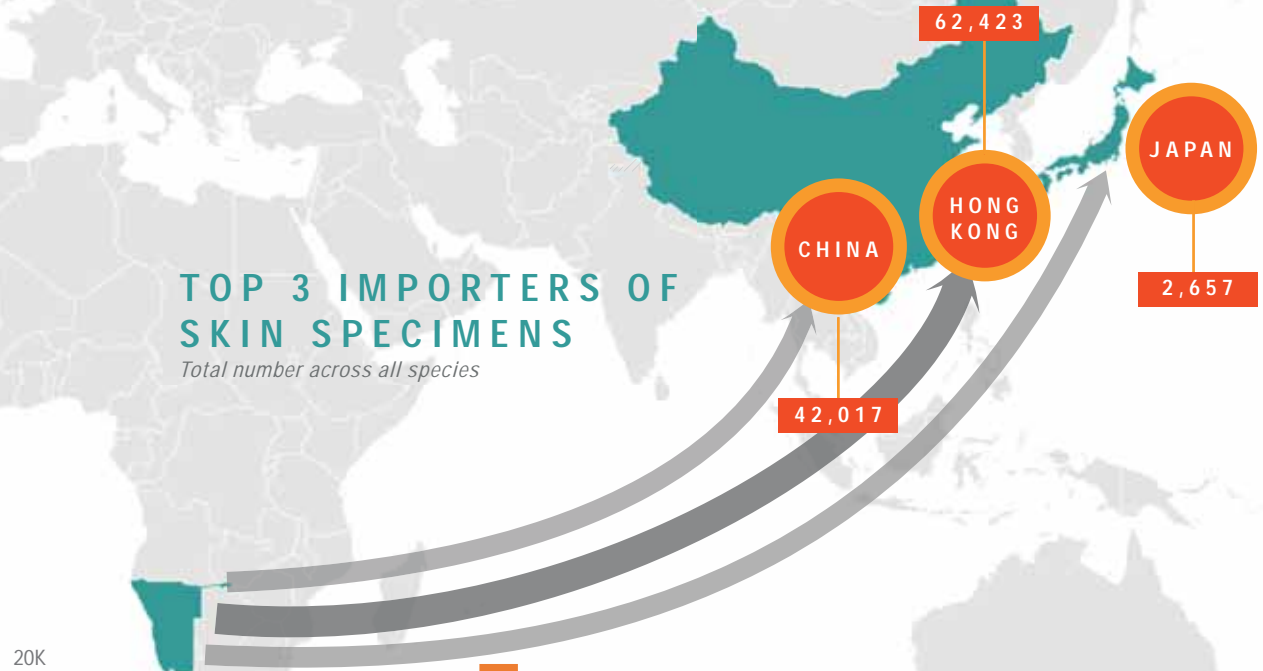 62,423
JAPAN
HONG
KONG
CHINA
TOP 3 IMPORTERS OF
SKIN SPECIMENS
Total number across all species
2,657
42,017
20K